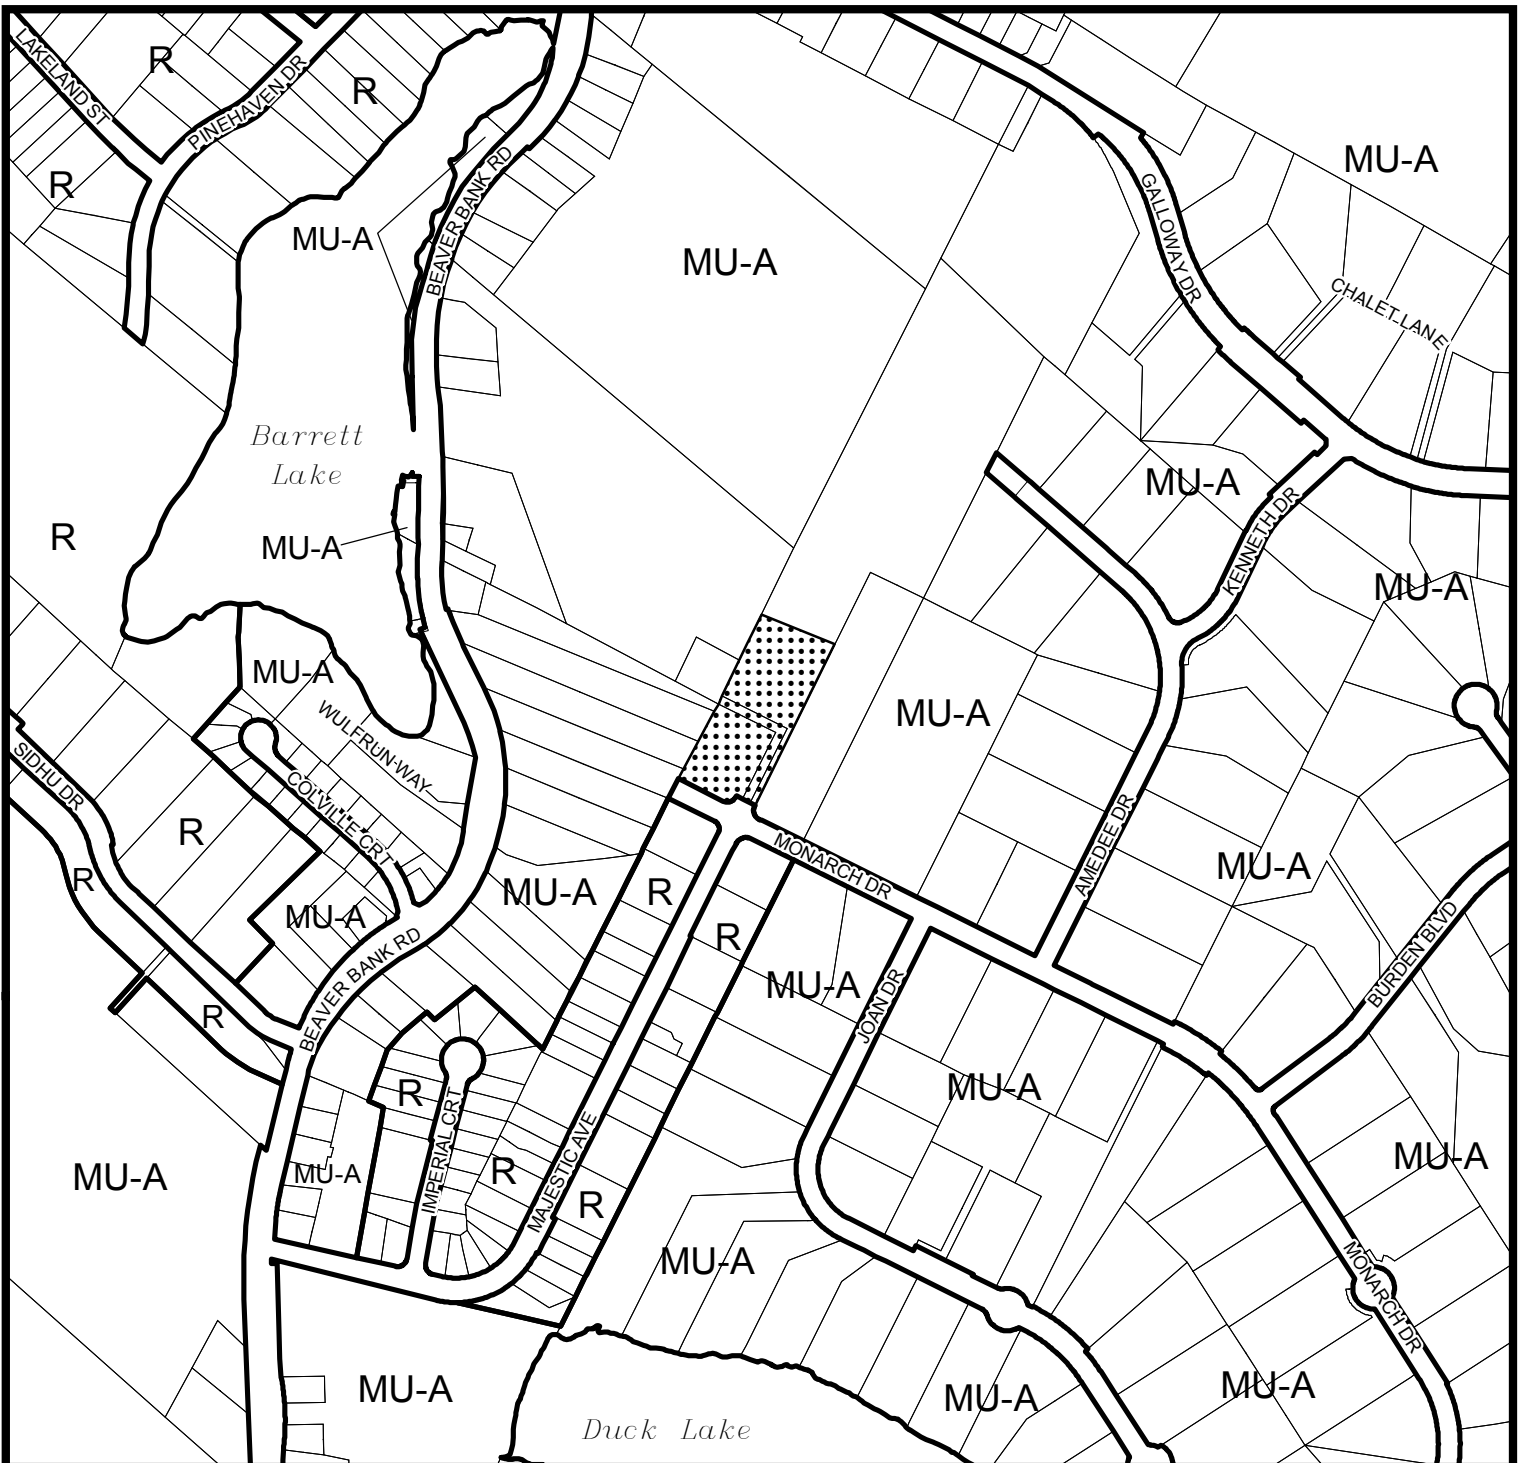 LAKELAND ST
R
PINEHAVEN DR
R
R
MU-A
BEAVER BANK RD
MU-A
GALLOWAY DR
MU-A
CHALET LANE
Barrett
Lake
R
MU-A
MU-A
KENNETH DR
MU-A
MU-A
WULFRUN WAY
MU-A
SIDHU DR
COLVILLE CRT
R
R
MU-A
MU-A
R
MONARCH DR
AMEDEE DR
MU-A
R
BEAVER BANK RD
MU-A
JOAN DR
BURDEN BLVD
R
R
IMPERIAL CRT
MU-A
MU-A
MU-A
MU-A
R
MAJESTIC AVE
R
MU-A
MONARCH DR
MU-A
MU-A
MU-A
Duck Lake